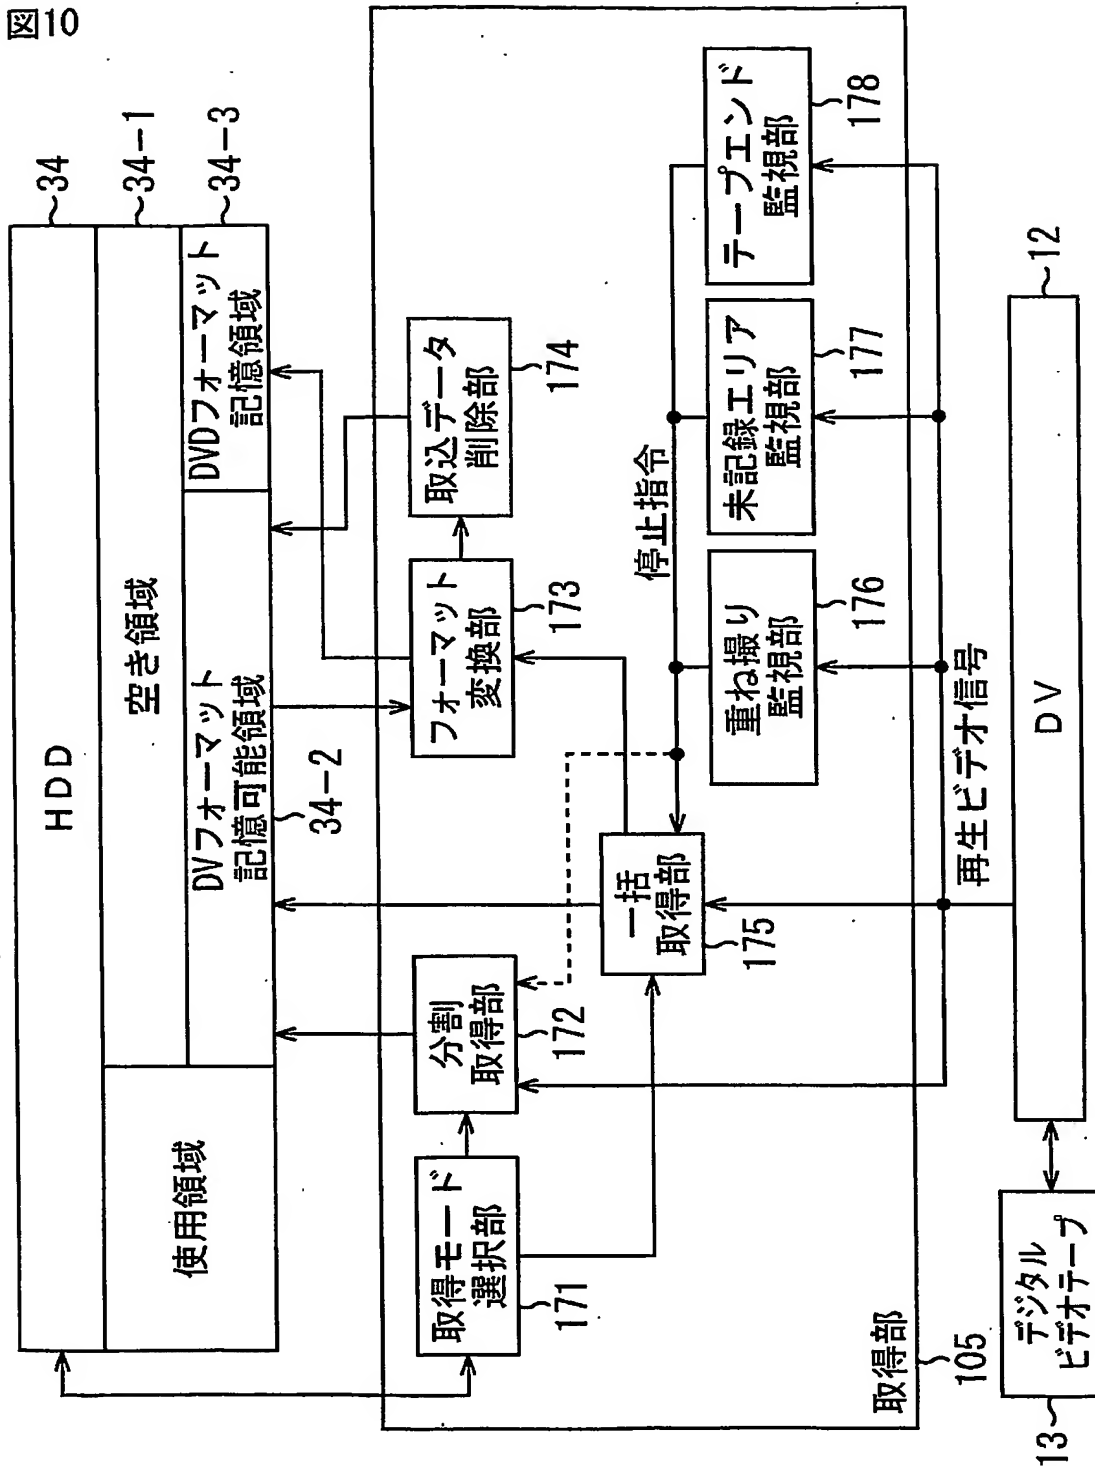 図10
HDD
34
使用領域
空き領域
34-1
DVフォーマット
記憶可能領域
34-2
DVDフォーマット
記憶領域
34-3
取得モード
選択部
171
分割
取得部
172
フォーマット
変換部
173
取込データ
削除部
174
一括
取得部
175
停止指令
重ね撮り
監視部
176
未記録エリア
監視部
177
テープエンド
監視部
178
取得部
105
再生ビデオ信号
デジタル
ビデオテープ
13
DV
12